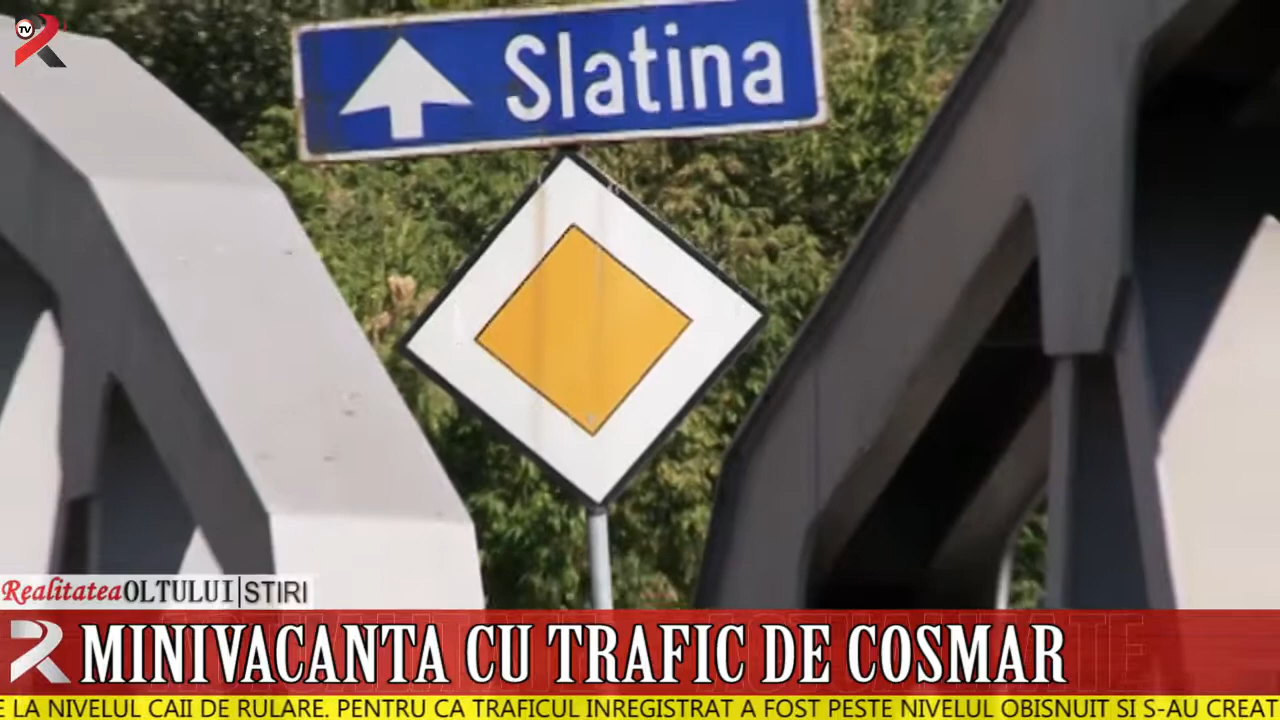 TV
Slatina
RealitateaOLTULUI|STIRI
MINIVACANTA CU TRAFIC DE COSMAR
E LA NIVELUL CAII DE RULARE. PENTRU CA TRAFICUL INREGISTRAT A FOST PESTE NIVELUL OBISNUIT SI S-AU CREAT